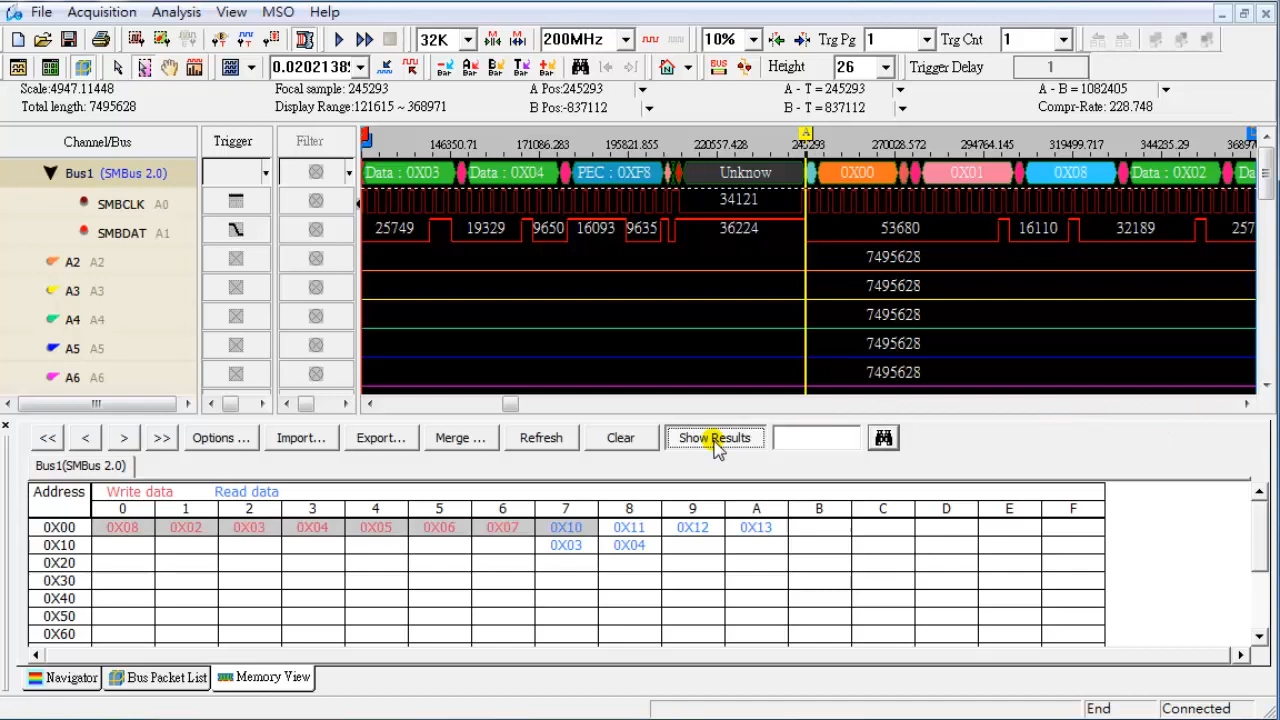 File Acquisition Analysis View MSO Help
32K 200MHz 10% Trg Pg 1 Trg Cnt 1
Bar Bar Bar Bar Bar BUS Height 26 Trigger Delay 1
Scale:4947.11448 Focal sample: 245293 A Pos:245293 A - T = 245293 A - B = 1082405
Total length: 7495628 Display Range:121615 ~ 368971 B Pos:-837112 B - T = 837112 Compr-Rate: 228.748
Channel/Bus Trigger Filter
146350.71 171086.283 195821.855 220557.428 245293 270028.572 294764.145 319499.717 344235.29
A
Bus1 (SMBus 2.0) Data : 0X03 Data : 0X04 PEC : 0XF8 Unknow 0X00 0X01 0X08 Data : 0X02 Da
SMBCLK A0 34121
SMBDAT A1 25749 19329 9650 16093 9635 36224 53680 16110 32189 257
A2 A2 7495628
A3 A3 7495628
A4 A4 7495628
A5 A5 7495628
A6 A6 7495628
<< < > >> Options ... Import... Export... Merge ... Refresh Clear Show Results
Bus1(SMBus 2.0)
Address Write data Read data
0 1 2 3 4 5 6 7 8 9 A B C D E F
0X00 0X08 0X02 0X03 0X04 0X05 0X06 0X07 0X10 0X11 0X12 0X13
0X10 0X03 0X04
0X20
0X30
0X40
0X50
0X60
Navigator Bus Packet List Memory View
End Connected